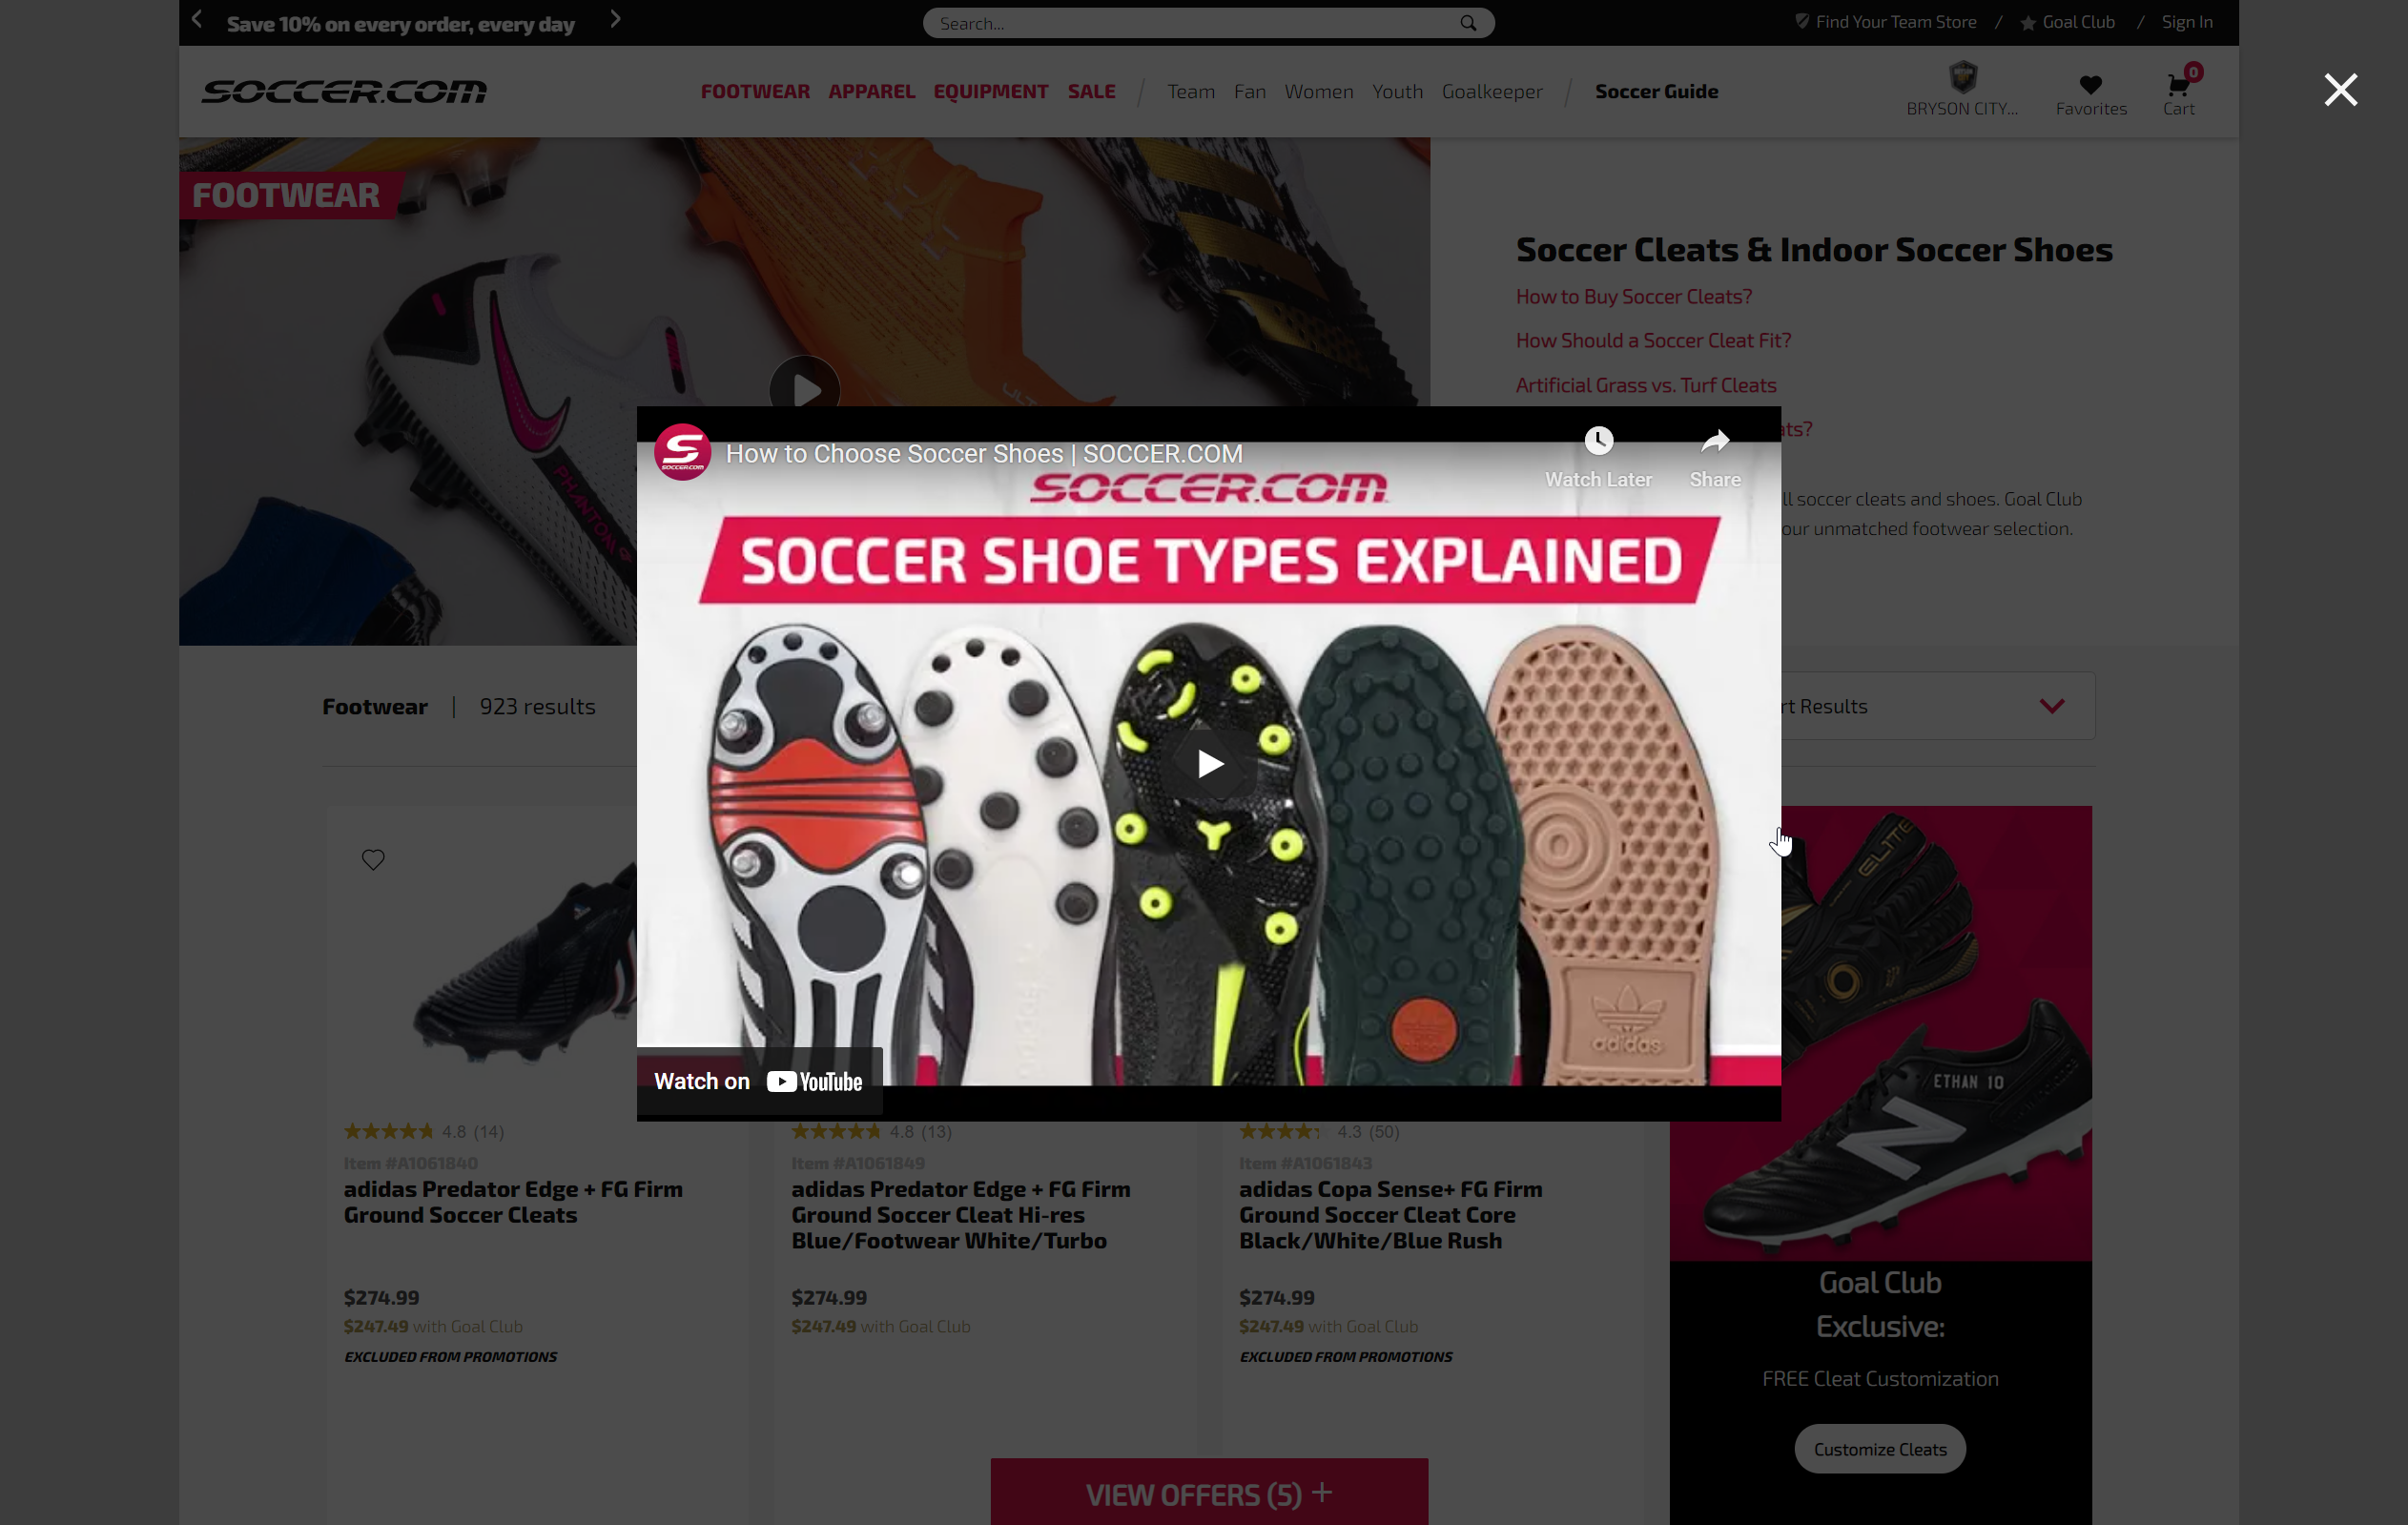 Save 10% on every order, every day
Search...
Find Your Team Store / Goal Club / Sign In
SOCCER.COM
FOOTWEAR APPAREL EQUIPMENT SALE Team Fan Women Youth Goalkeeper Soccer Guide
BRYSON CITY...
Favorites
0
Cart
FOOTWEAR
PHANTOM
ULT
Soccer Cleats & Indoor Soccer Shoes
How to Buy Soccer Cleats?
How Should a Soccer Cleat Fit?
Artificial Grass vs. Turf Cleats
ats?
ll soccer cleats and shoes. Goal Club
our unmatched footwear selection.
SOCCER.COM
How to Choose Soccer Shoes | SOCCER.COM
Watch Later
Share
SOCCER.COM
SOCCER SHOE TYPES EXPLAINED
adidas
Watch on YouTube
Footwear | 923 results
rt Results
4.8 (14)
Item #A1061840
adidas Predator Edge + FG Firm
Ground Soccer Cleats
$274.99
$247.49 with Goal Club
EXCLUDED FROM PROMOTIONS
4.8 (13)
Item #A1061849
adidas Predator Edge + FG Firm
Ground Soccer Cleat Hi-res
Blue/Footwear White/Turbo
$274.99
$247.49 with Goal Club
4.3 (50)
Item #A1061843
adidas Copa Sense+ FG Firm
Ground Soccer Cleat Core
Black/White/Blue Rush
$274.99
$247.49 with Goal Club
EXCLUDED FROM PROMOTIONS
ELITE
ETHAN 10
Goal Club
Exclusive:
FREE Cleat Customization
Customize Cleats
VIEW OFFERS (5) +